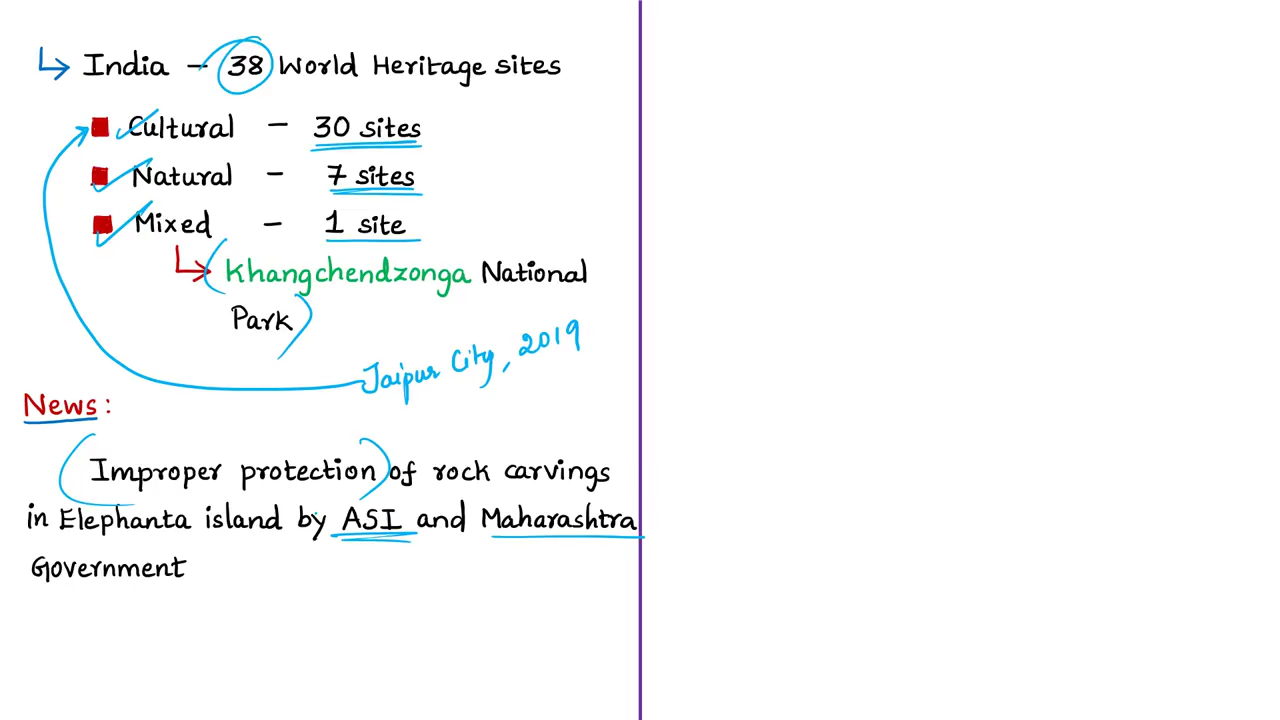 India - 38 World Heritage sites
Cultural - 30 sites
Natural - 7 sites
Mixed - 1 site
Khangchendzonga National
Park
Jaipur City, 2019
News:
Improper protection of rock carvings
in Elephanta island by ASI and Maharashtra
Government